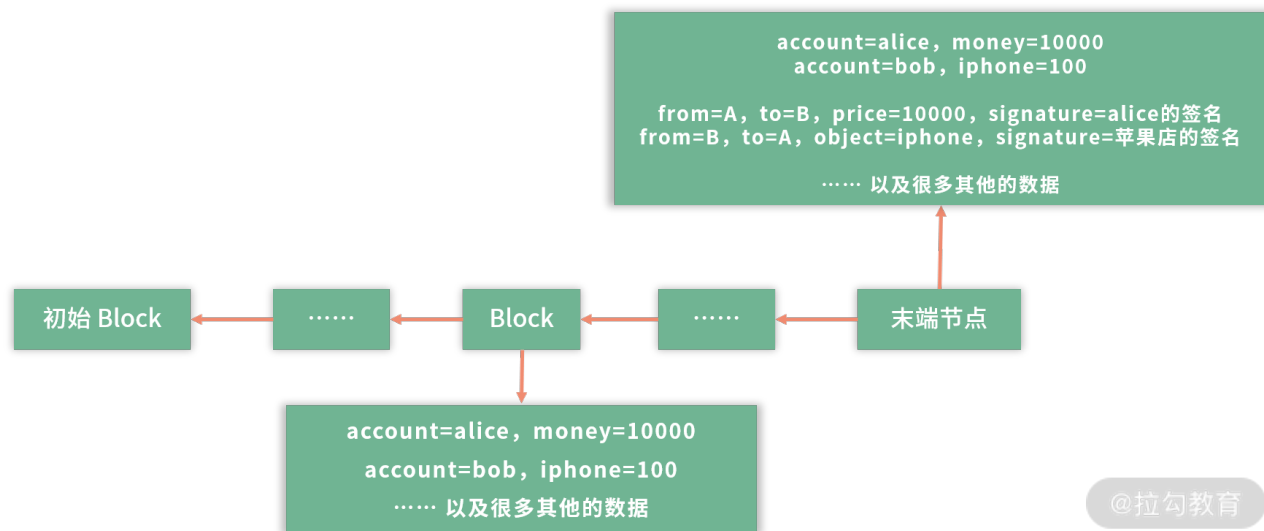 account=alice，money=10000
account=bob，iphone=100
from=A，to=B，price=10000，signature=alice的签名
from=B，to=A，object=iphone，signature=苹果店的签名
…… 以及很多其他的数据
初始 Block
……
Block
……
末端节点
account=alice，money=10000
account=bob，iphone=100
…… 以及很多其他的数据
@拉勾教育